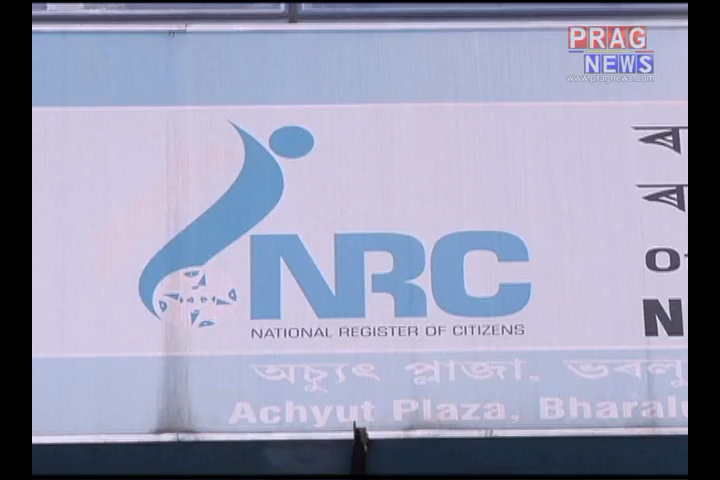 PRAG
NEWS
www.pragnews.com
NRC
NATIONAL REGISTER OF CITIZENS
অচ্যুৎ প্লাজা,
Achyut Plaza,